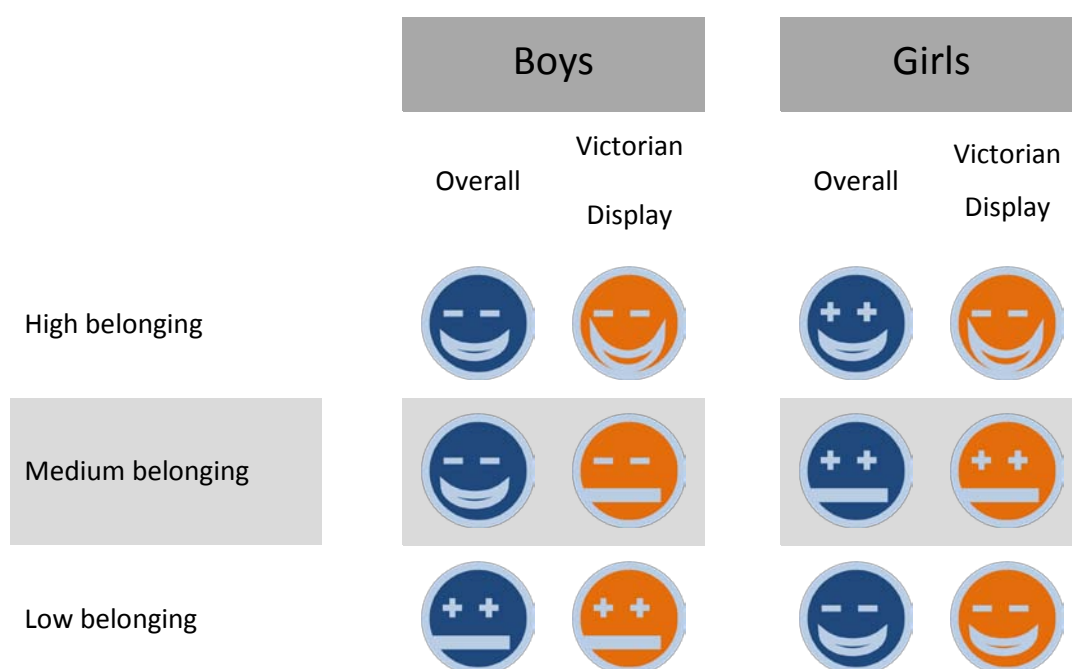 Boys Girls
Overall Victorian Display Overall Victorian Display
High belonging
Medium belonging
Low belonging